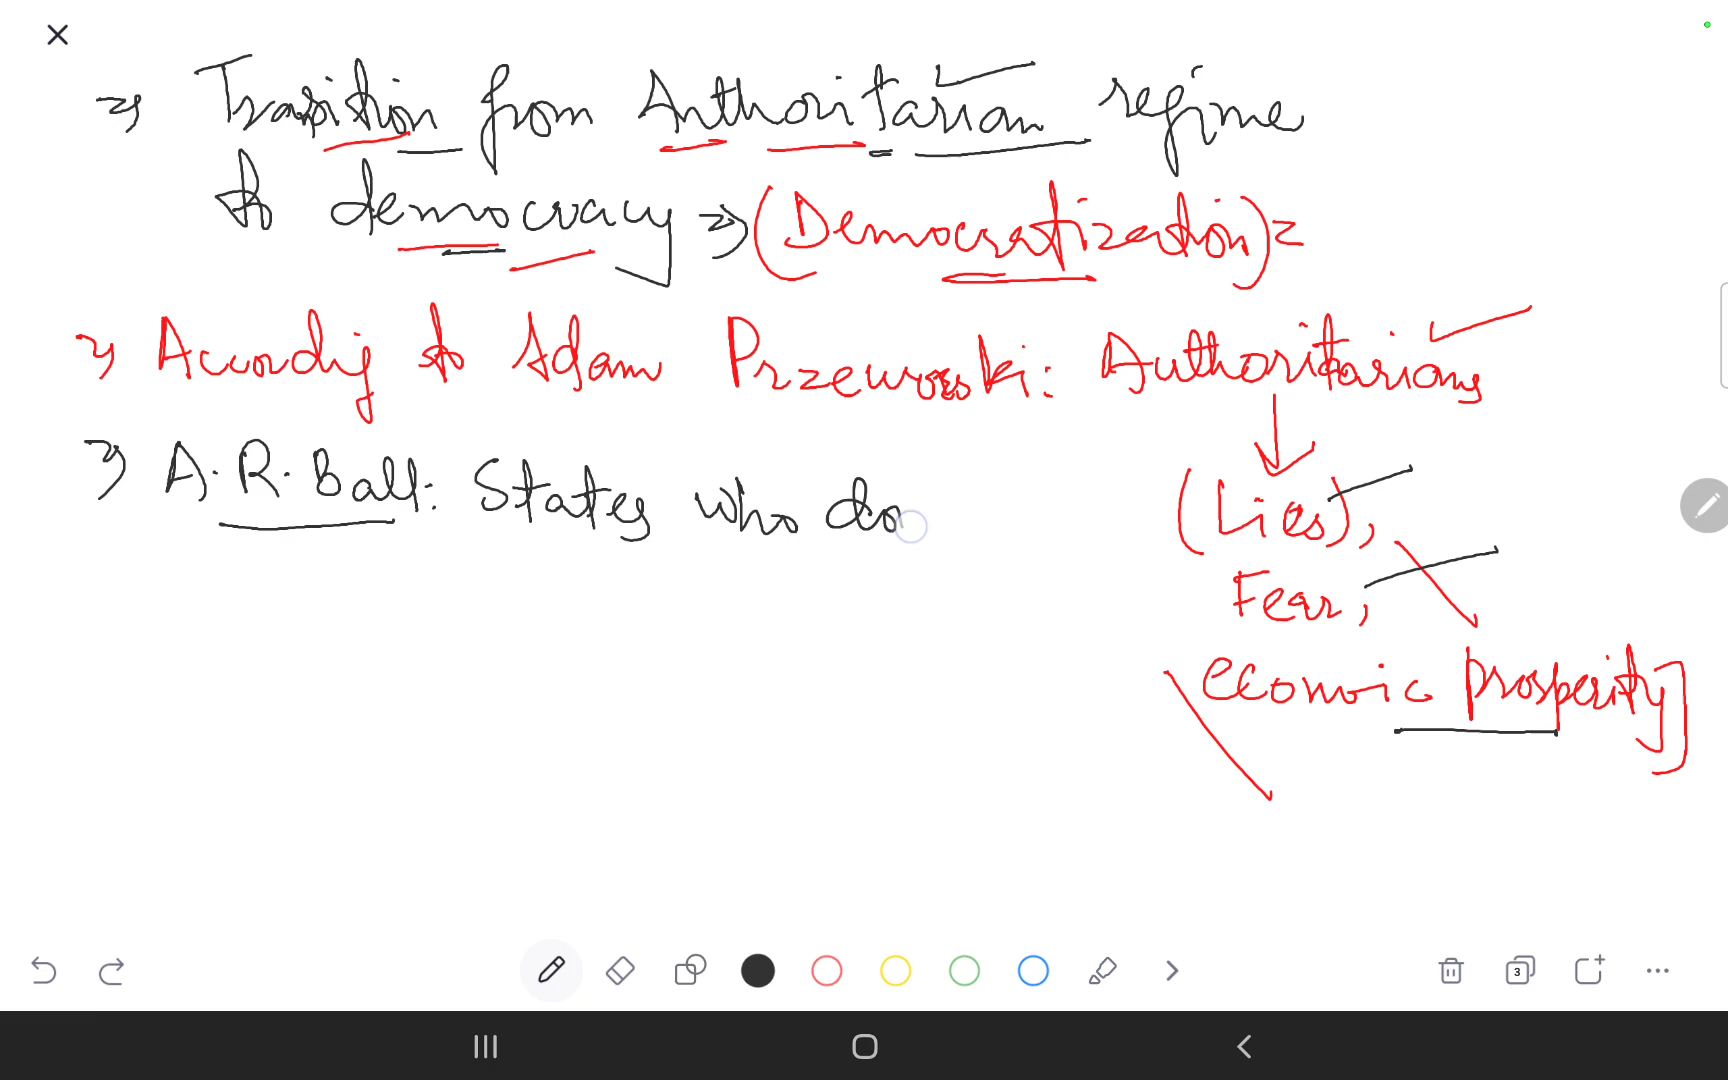 ⇒ Transition from Authoritarian regime
to democracy ⇒ (Democratization) =
⇒ According to Adam Przeworski: Authoritarians
(Lies),
Fear,
economic prosperity]
⇒ A.R. Ball: States who do
3